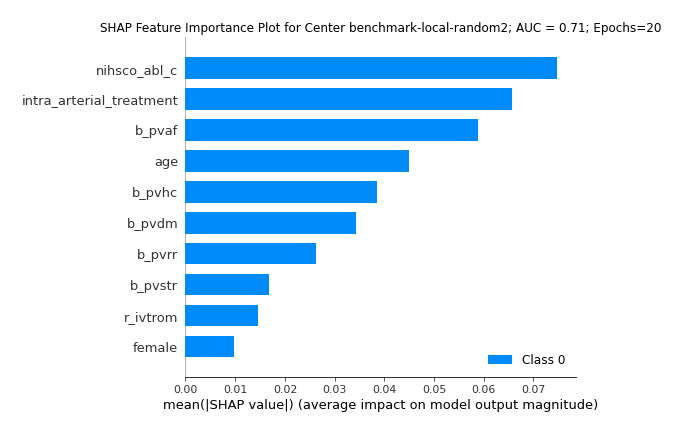 SHAP Feature Importance Plot for Center benchmark-local-random2; AUC = 0.71; Epochs=20
nihsco_abl_c
intra_arterial_treatment
b_pvaf
age
b_pvhc
b_pvdm
b_pvrr
b_pvstr
r_ivtrom
female
Class 0
0.00 0.01 0.02 0.03 0.04 0.05 0.06 0.07
mean(|SHAP value|) (average impact on model output magnitude)